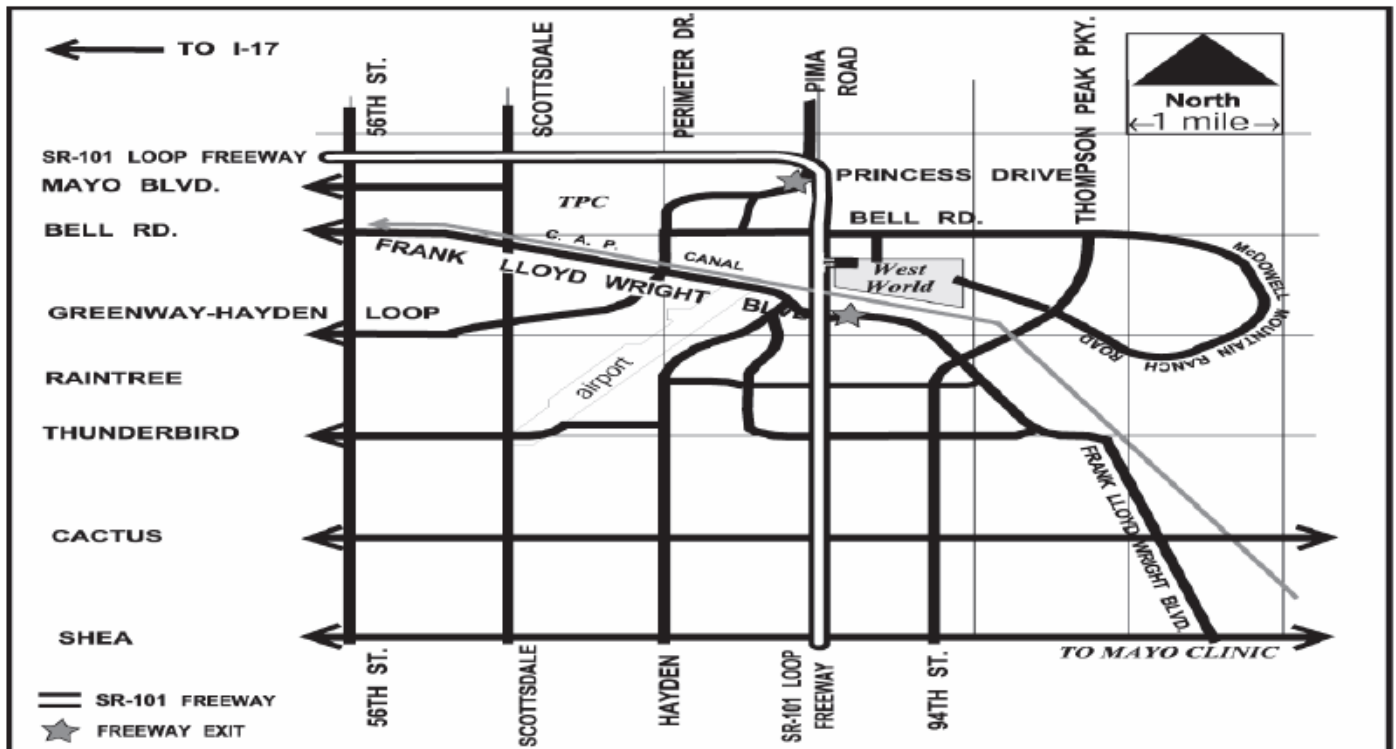 TO I-17
56TH ST.
SCOTTSDALE
PERIMETER DR.
PIMA
ROAD
THOMPSON PEAK PKY.
North
1 mile
SR-101 LOOP FREEWAY
MAYO BLVD.
BELL RD.
GREENWAY-HAYDEN LOOP
RAINTREE
THUNDERBIRD
CACTUS
SHEA
TPC
PRINCESS DRIVE
BELL RD.
C. A. P. CANAL
FRANK LLOYD WRIGHT BLVD.
West
World
McDOWELL MOUNTAIN RANCH ROAD
airport
FRANK LLOYD WRIGHT BLVD.
TO MAYO CLINIC
56TH ST.
SCOTTSDALE
HAYDEN
SR-101 LOOP
FREEWAY
94TH ST.
SR-101 FREEWAY
FREEWAY EXIT